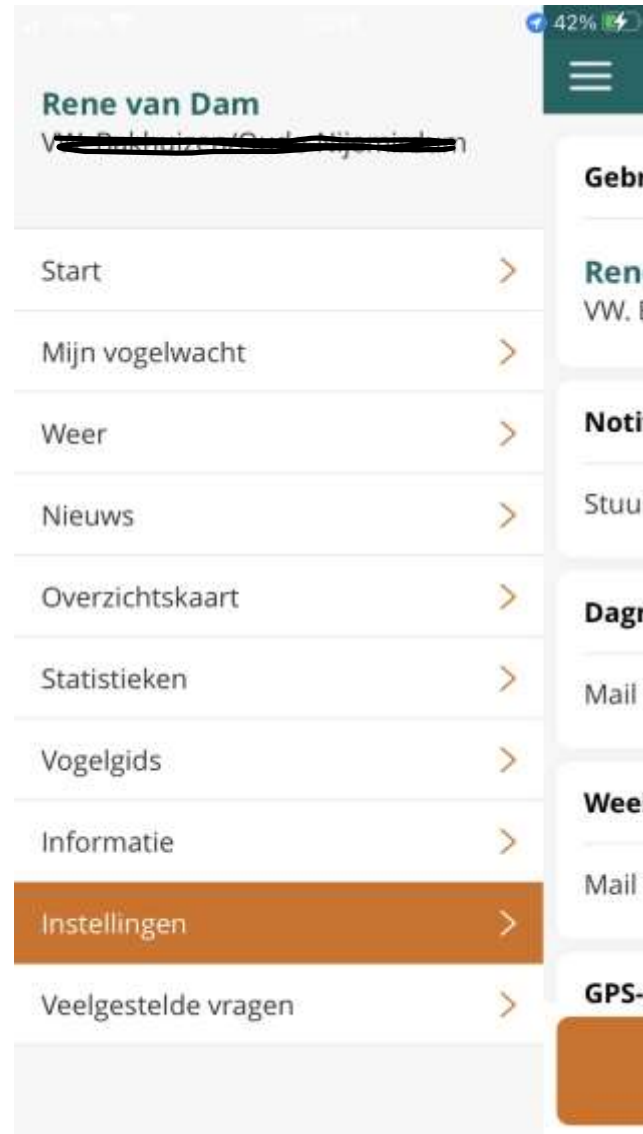 42%
Rene van Dam
Gebr
Start
Ren
VW.
Mijn vogelwacht
Weer
Noti
Nieuws
Stuu
Overzichtskaart
Dagr
Statistieken
Mail
Vogelgids
Informatie
Mail
Instellingen
Veelgestelde vragen
GPS-